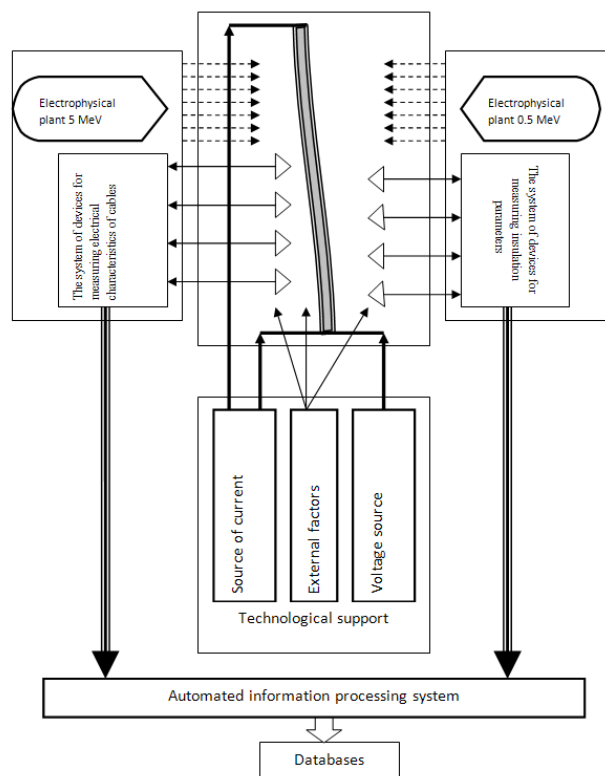 Electrophysical
plant 5 MeV
The system of devices for
measuring electrical
characteristics of cables
Electrophysical
plant 0.5 MeV
The system of devices for
measuring insulation
parameters
Source of current
External factors
Voltage source
Technological support
Automated information processing system
Databases